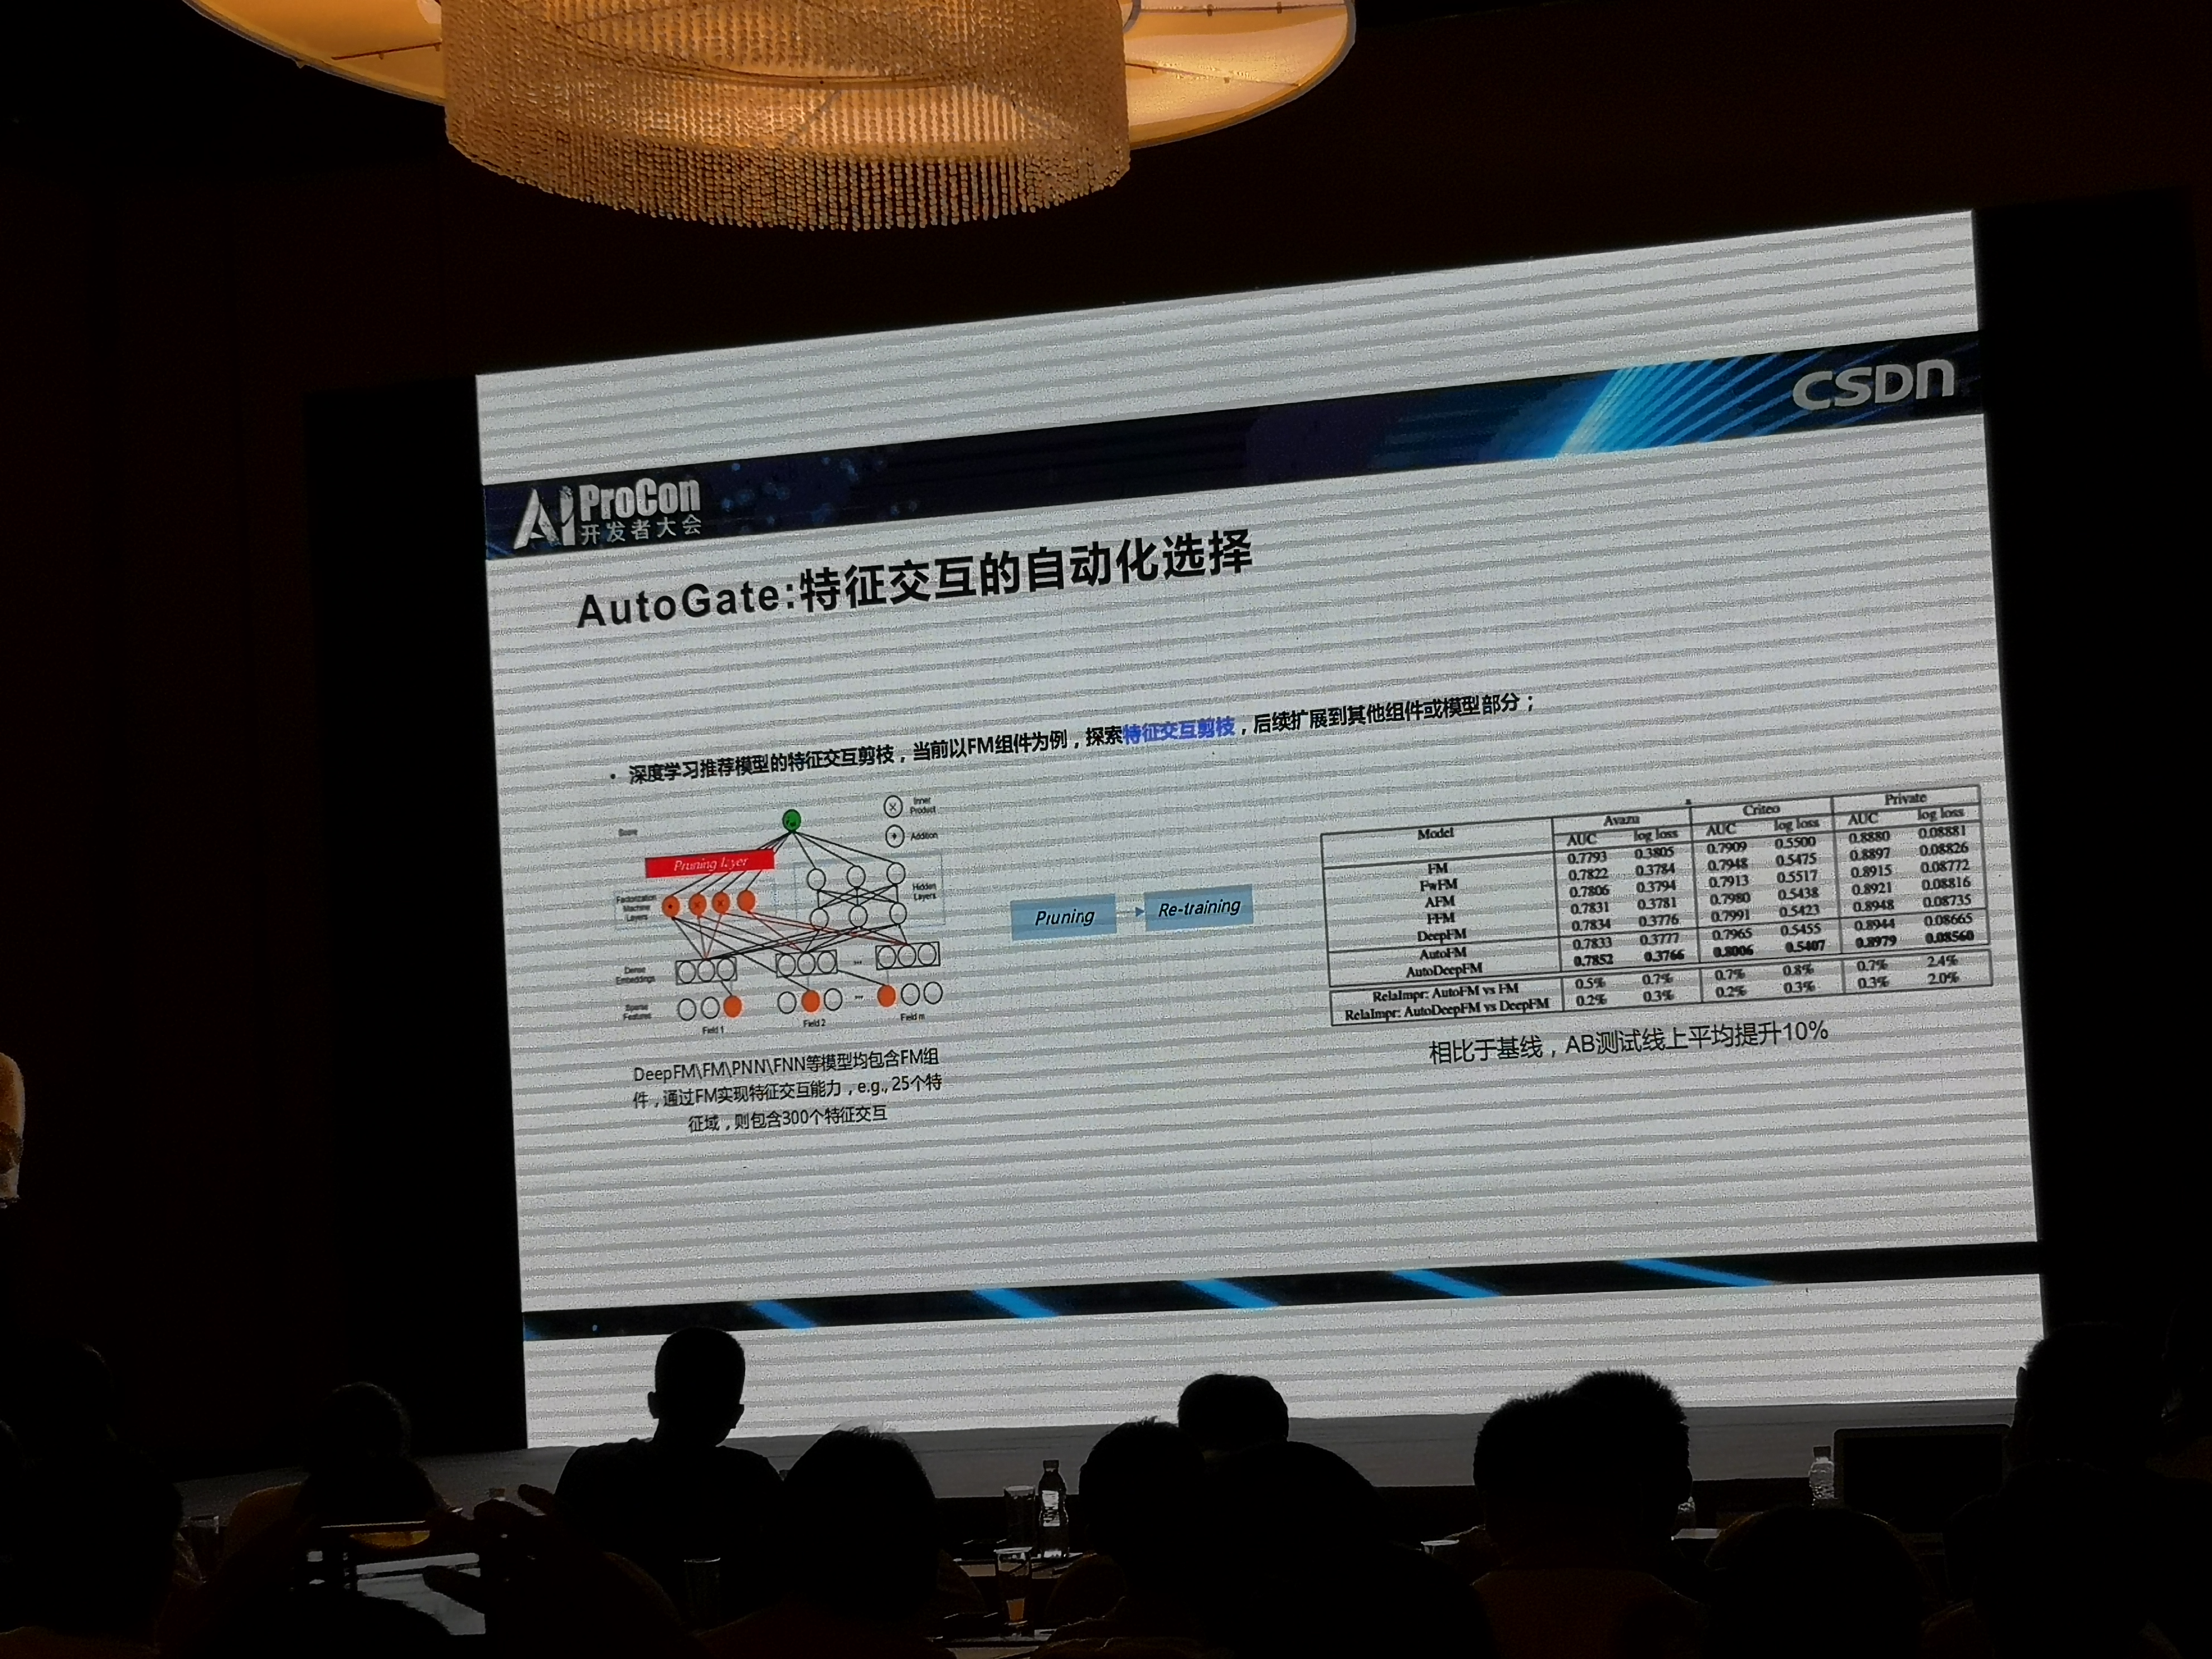 CSDN
AI ProCon
开发者大会
AutoGate:特征交互的自动化选择
• 深度学习推荐模型的特征交互剪枝，当前以FM组件为例，探索特征交互剪枝，后续扩展到其他组件或模型部分；
Inner
Product
Addition
Score
Pruning layer
Factorization
Machine
Layers
Hidden
Layers
Dense
Embeddings
Sparse
Features
Field 1
Field 2
Field m
DeepFM\FM\PNN\FNN等模型均包含FM组
件，通过FM实现特征交互能力，e.g., 25个特
征域，则包含300个特征交互
Pruning
Re-training
Model Avazu Criteo Private
AUC log loss AUC log loss AUC log loss
FM 0.7793 0.3805 0.7909 0.5500 0.8880 0.08881
FwFM 0.7822 0.3784 0.7948 0.5475 0.8897 0.08826
AFM 0.7806 0.3794 0.7913 0.5517 0.8915 0.08772
FFM 0.7831 0.3781 0.7980 0.5438 0.8921 0.08816
DeepFM 0.7834 0.3776 0.7991 0.5423 0.8948 0.08735
AutoFM 0.7833 0.3777 0.7965 0.5455 0.8944 0.08665
AutoDeepFM 0.7852 0.3766 0.8006 0.5407 0.8979 0.08560
RelaImpr: AutoFM vs FM 0.5% 0.7% 0.7% 0.8% 0.7% 2.4%
RelaImpr: AutoDeepFM vs DeepFM 0.2% 0.3% 0.2% 0.3% 0.3% 2.0%
相比于基线，AB测试线上平均提升10%